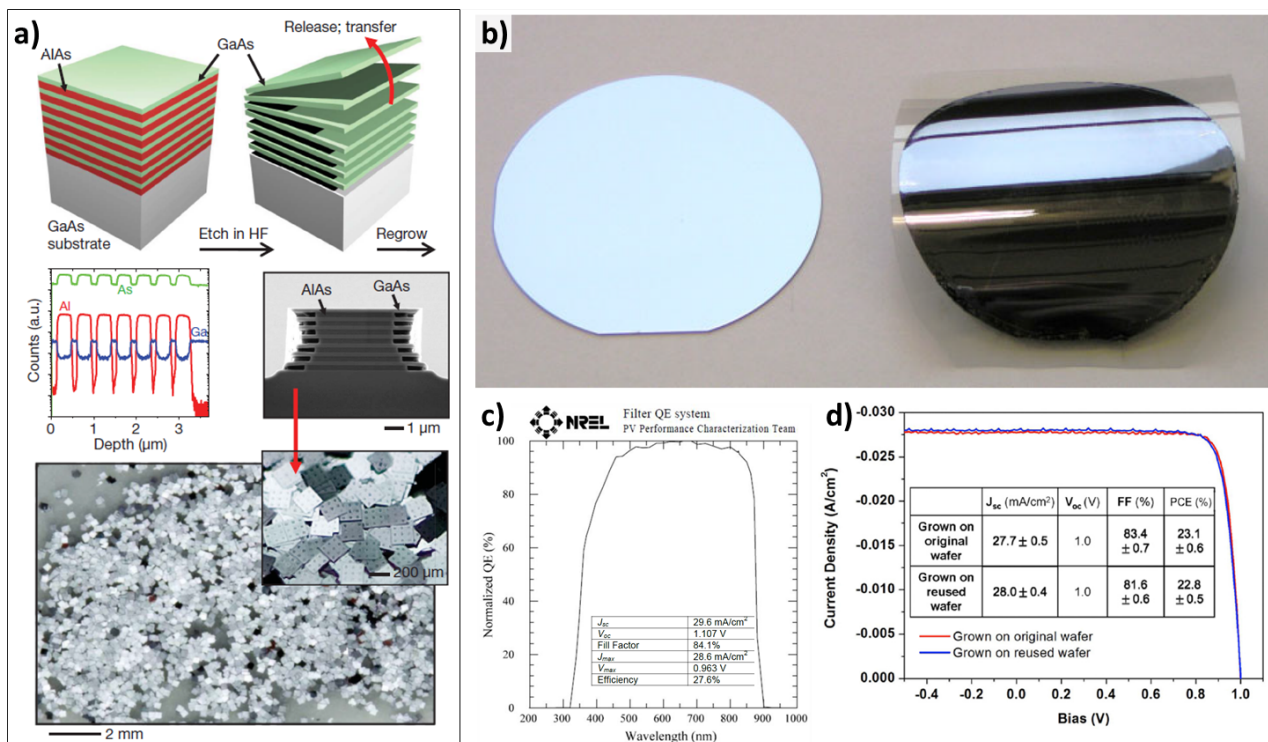 a)
Release; transfer
AlAs
GaAs
GaAs
substrate
Etch in HF
Regrow
Counts (a.u.)
As
Al
Ga
0 1 2 3
Depth (µm)
AlAs
GaAs
1 µm
200 µm
2 mm
b)
c)
NREL
Filter QE system
PV Performance Characterization Team
Normalized QE (%)
100
80
60
40
20
0
Jsc 29.6 mA/cm²
Voc 1.107 V
Fill Factor 84.1%
Jmax 28.6 mA/cm²
Vmax 0.963 V
Efficiency 27.6%
200 300 400 500 600 700 800 900 1000
Wavelength (nm)
d)
Current Density (A/cm²)
-0.030
-0.025
-0.020
-0.015
-0.010
-0.005
0.000
Jsc (mA/cm²) Voc (V) FF (%) PCE (%)
Grown on original wafer 27.7 ± 0.5 1.0 83.4 ± 0.7 23.1 ± 0.6
Grown on reused wafer 28.0 ± 0.4 1.0 81.6 ± 0.6 22.8 ± 0.5
Grown on original wafer
Grown on reused wafer
-0.4 -0.2 0.0 0.2 0.4 0.6 0.8 1.0
Bias (V)